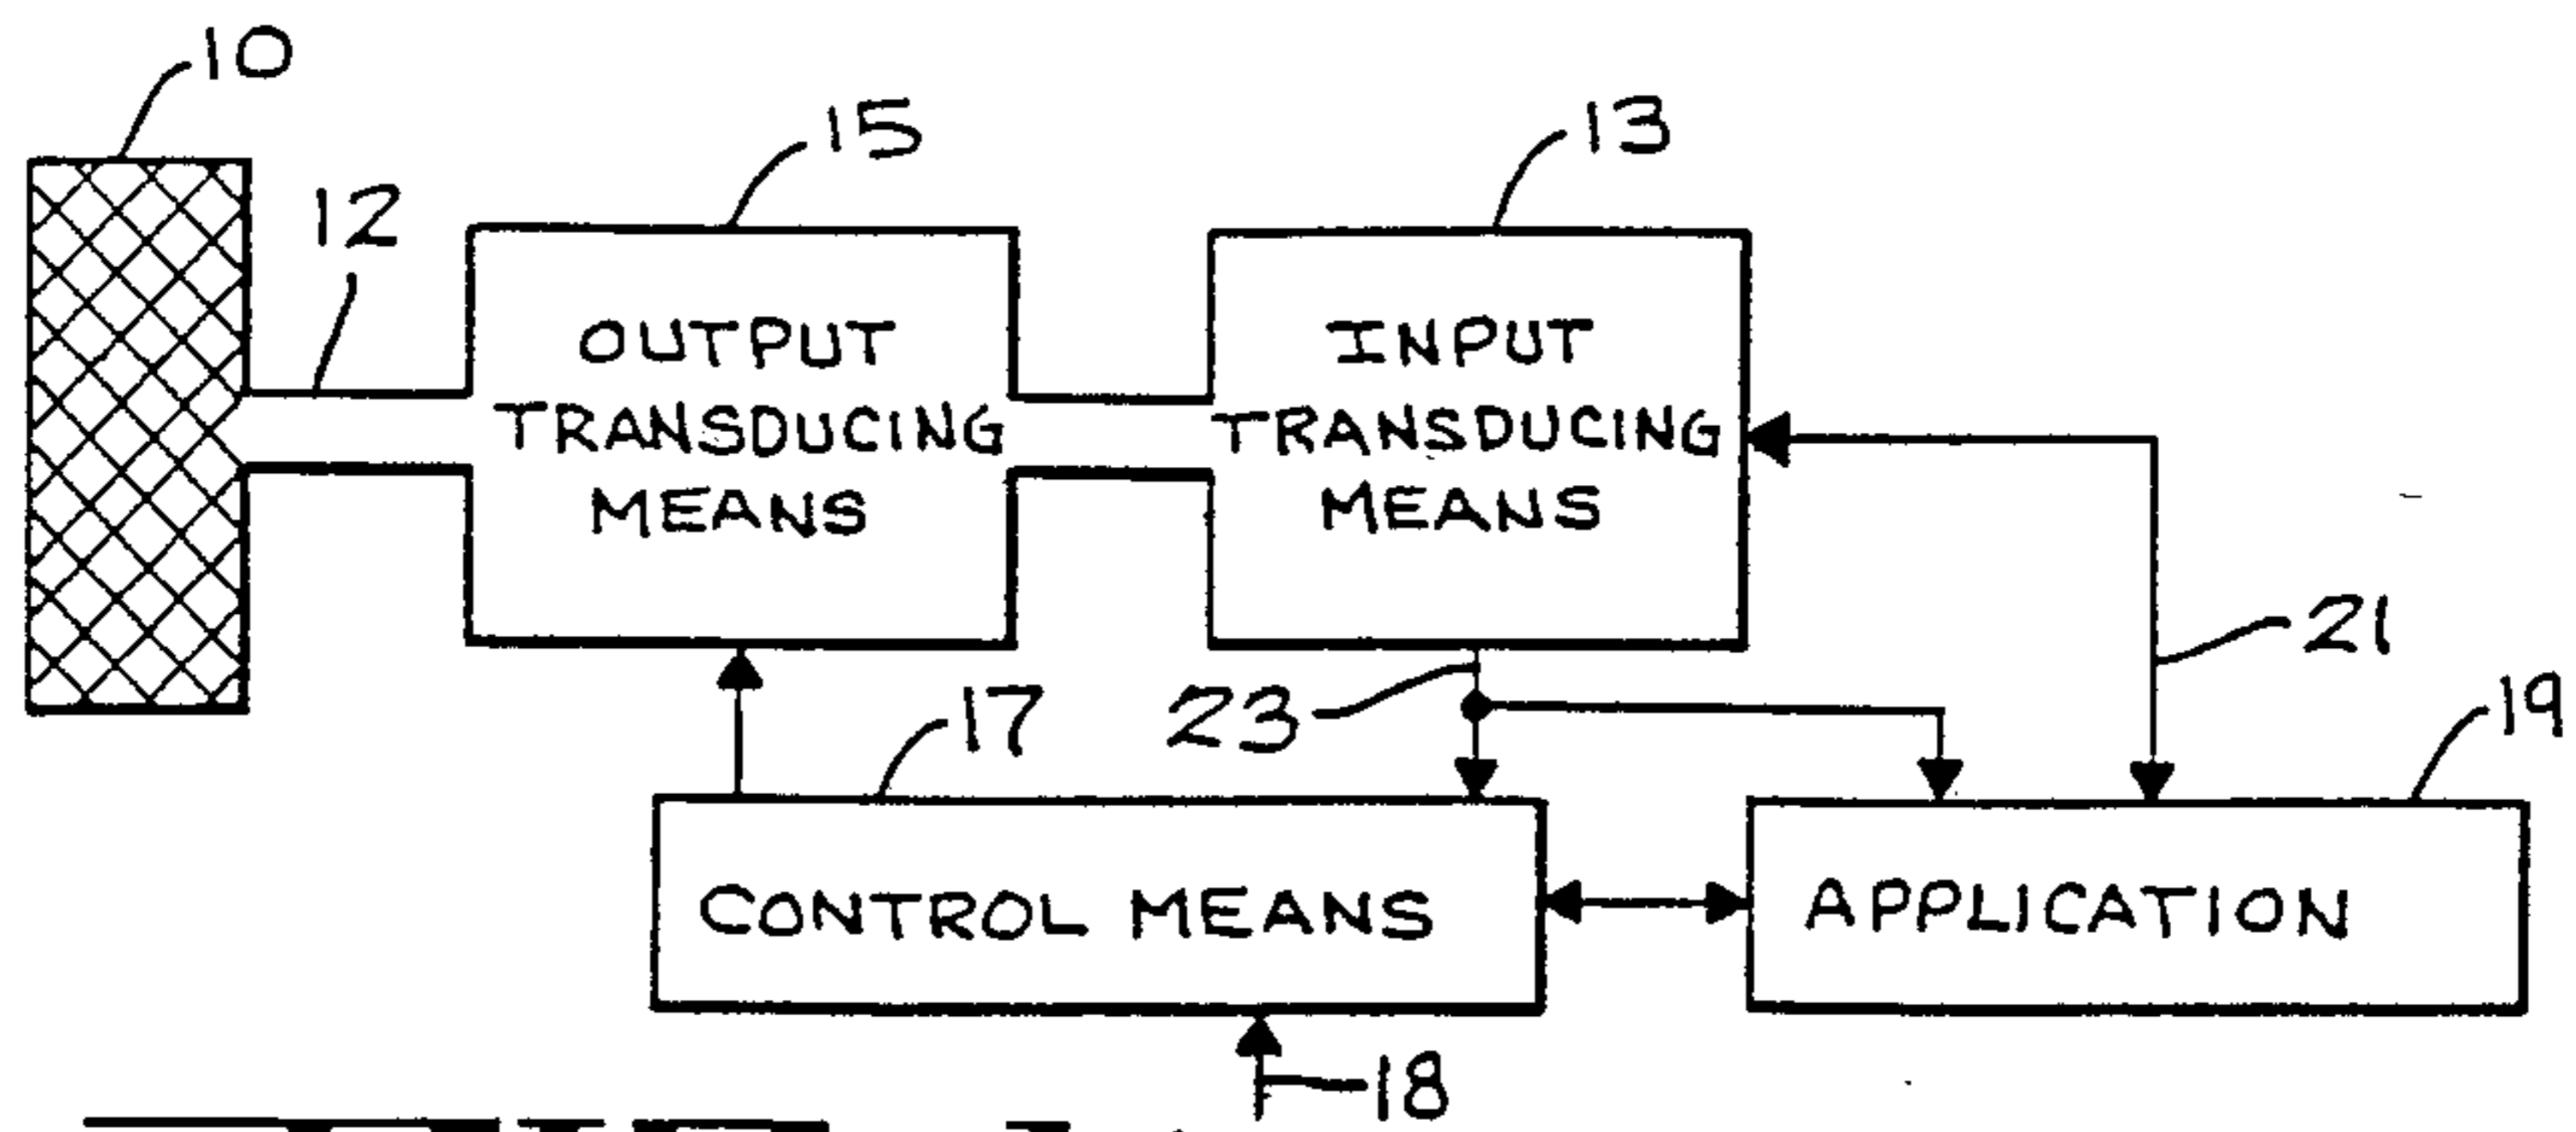 10
15
13
12
OUTPUT
TRANSDUCING
MEANS
INPUT
TRANSDUCING
MEANS
21
17
23
19
CONTROL MEANS
APPLICATION
18